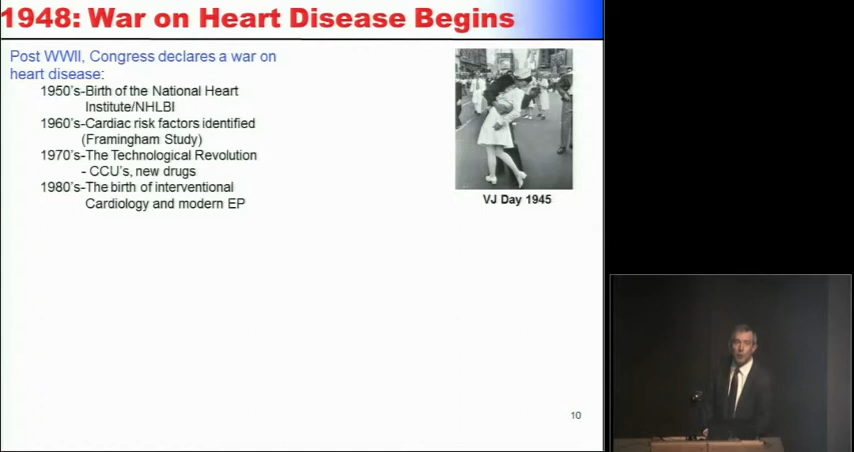 1948: War on Heart Disease Begins
Post WWII, Congress declares a war on
heart disease:
1950's-Birth of the National Heart
Institute/NHLBI
1960's-Cardiac risk factors identified
(Framingham Study)
1970's-The Technological Revolution
- CCU's, new drugs
1980's-The birth of interventional
Cardiology and modern EP
VJ Day 1945
10